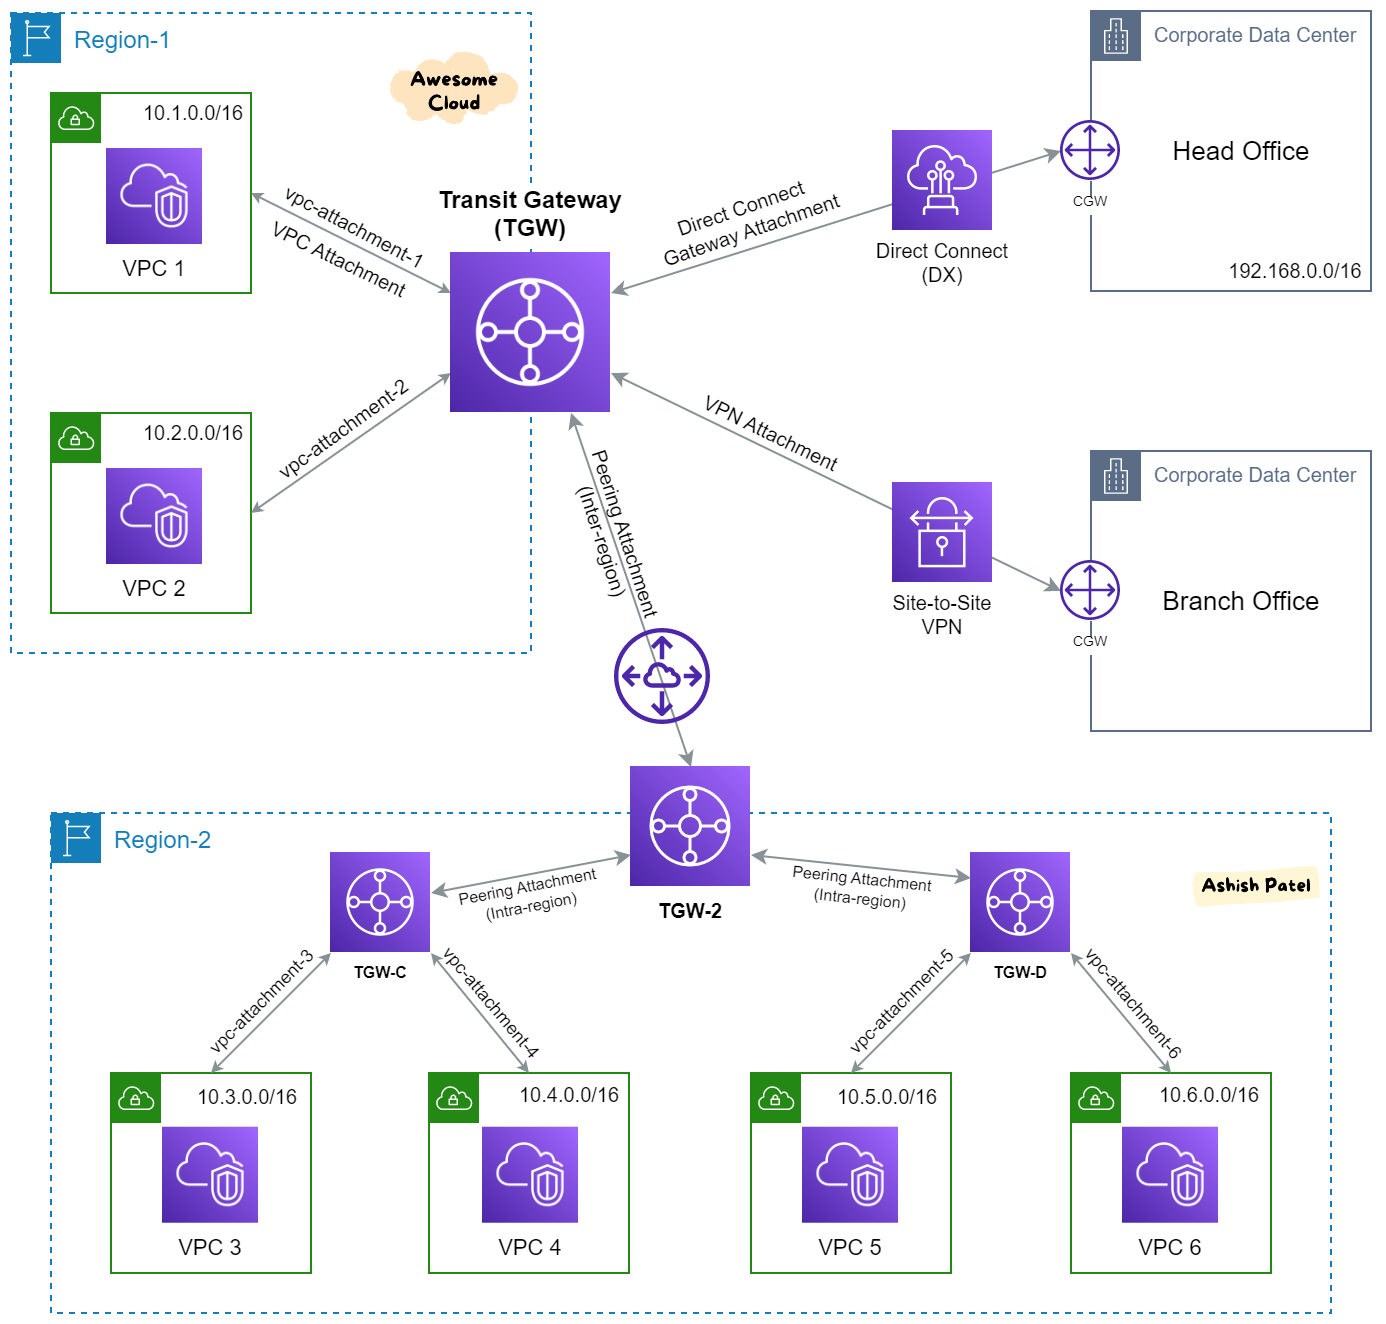 Region-1
Awesome
Cloud
10.1.0.0/16
VPC 1
vpc-attachment-1
VPC Attachment
Transit Gateway
(TGW)
10.2.0.0/16
VPC 2
vpc-attachment-2
Direct Connect
Gateway Attachment
Direct Connect
(DX)
Corporate Data Center
Head Office
CGW
192.168.0.0/16
VPN Attachment
Site-to-Site
VPN
Corporate Data Center
Branch Office
CGW
Peering Attachment
(Inter-region)
Region-2
TGW-2
Peering Attachment
(Intra-region)
Peering Attachment
(Intra-region)
Ashish Patel
TGW-C
TGW-D
vpc-attachment-3
vpc-attachment-4
vpc-attachment-5
vpc-attachment-6
10.3.0.0/16
VPC 3
10.4.0.0/16
VPC 4
10.5.0.0/16
VPC 5
10.6.0.0/16
VPC 6